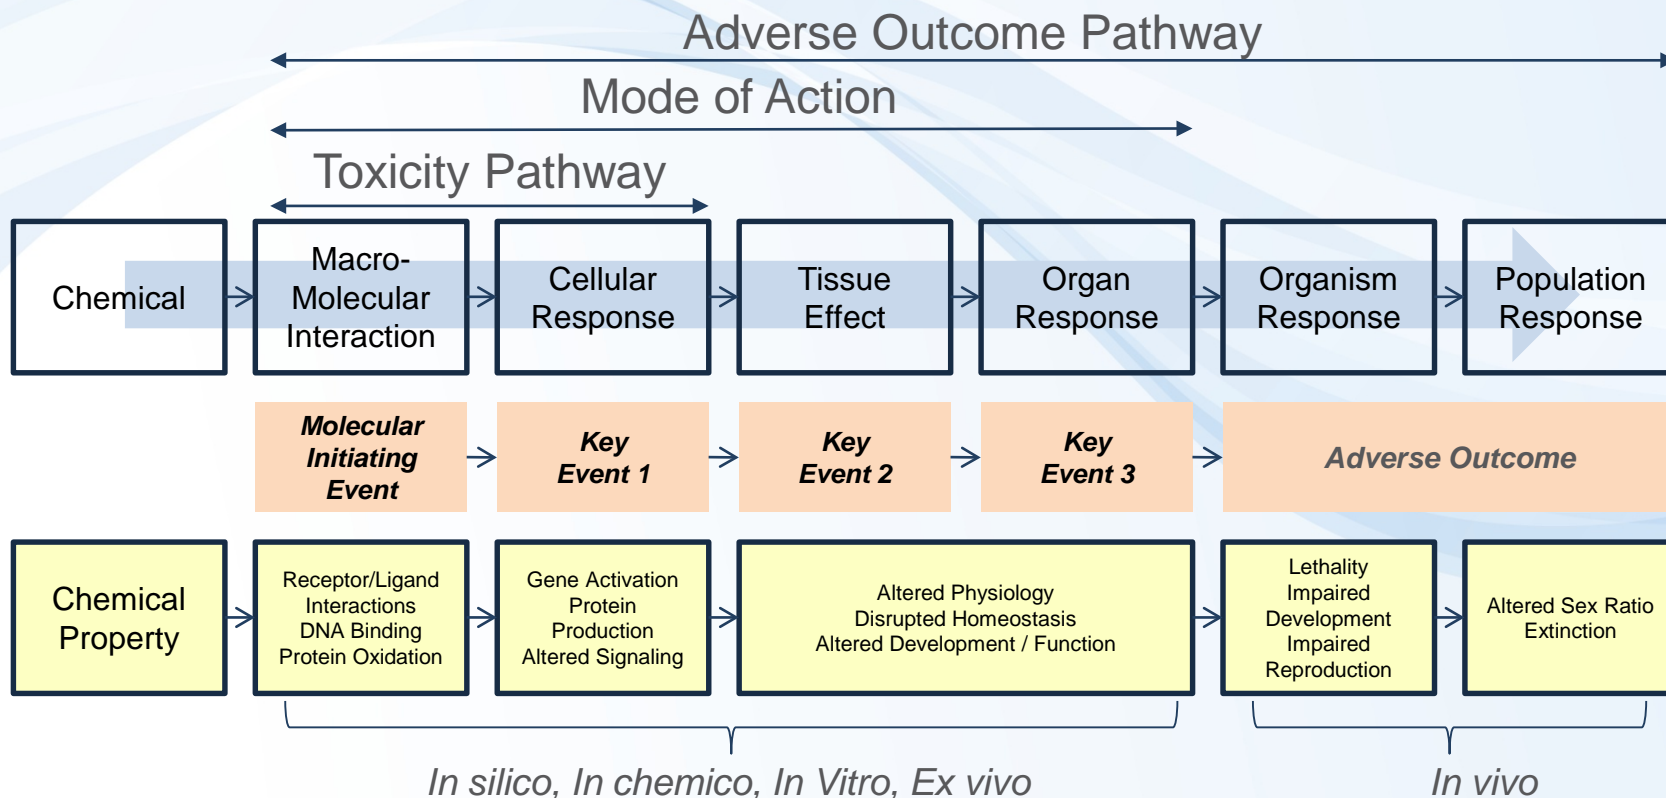 Adverse Outcome Pathway
Mode of Action
Toxicity Pathway
Chemical
Macro-
Molecular
Interaction
Cellular
Response
Tissue
Effect
Organ
Response
Organism
Response
Population
Response
Molecular
Initiating
Event
Key
Event 1
Key
Event 2
Key
Event 3
Adverse Outcome
Chemical
Property
Receptor/Ligand
Interactions
DNA Binding
Protein Oxidation
Gene Activation
Protein
Production
Altered Signaling
Altered Physiology
Disrupted Homeostasis
Altered Development / Function
Lethality
Impaired
Development
Impaired
Reproduction
Altered Sex Ratio
Extinction
In silico, In chemico, In Vitro, Ex vivo
In vivo